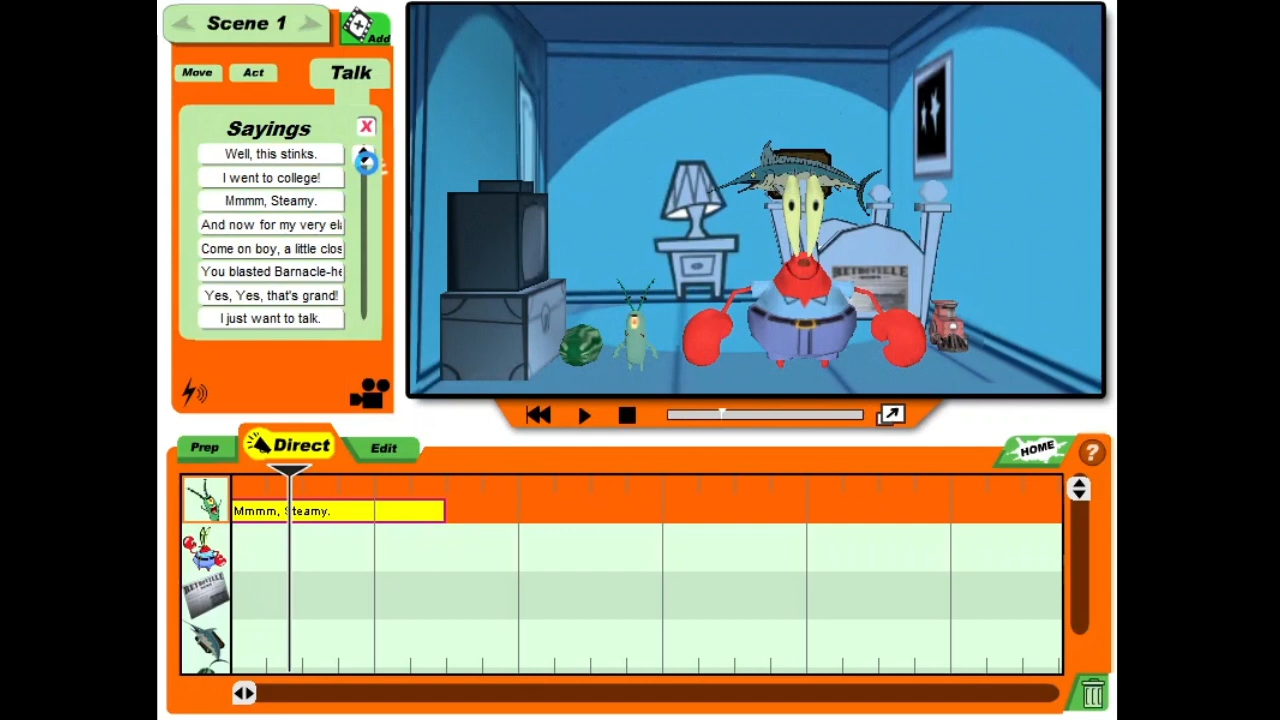 Scene 1
Add
Move
Act
Talk
Sayings
X
Well, this stinks.
I went to college!
Mmmm, Steamy.
And now for my very el
Come on boy, a little clos
You blasted Barnacle-he
Yes, Yes, that's grand!
I just want to talk.
RETROVILLE
Prep
Direct
Edit
HOME
?
Mmmm, Steamy.
RETROVILLE